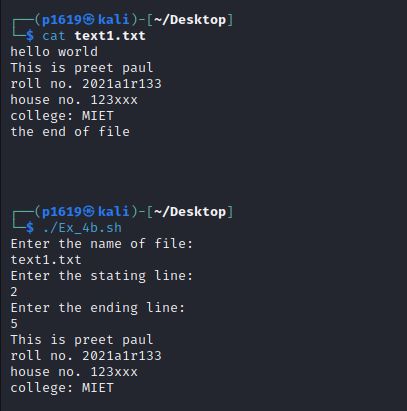 ┌──(p1619㉿kali)-[~/Desktop]
└─$ cat text1.txt
hello world
This is preet paul
roll no. 2021a1r133
house no. 123xxx
college: MIET
the end of file
┌──(p1619㉿kali)-[~/Desktop]
└─$ ./Ex_4b.sh
Enter the name of file:
text1.txt
Enter the stating line:
2
Enter the ending line:
5
This is preet paul
roll no. 2021a1r133
house no. 123xxx
college: MIET